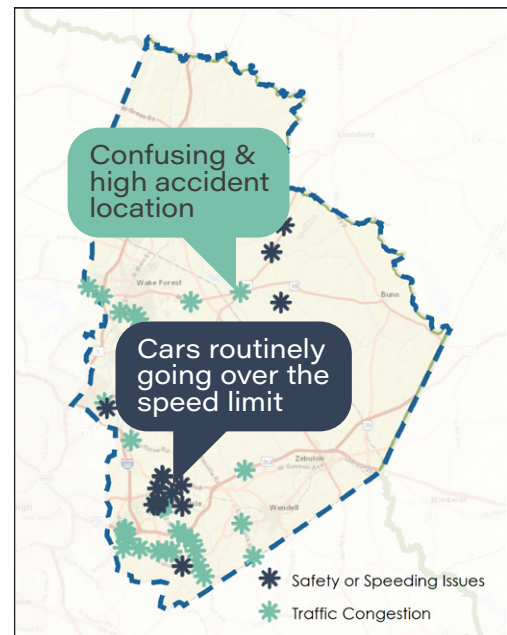 Louisburg
Confusing &
high accident
location
Wake Forest
Bunn
Cars routinely
going over the
speed limit
Zebulon
Wendell
Safety or Speeding Issues
Traffic Congestion